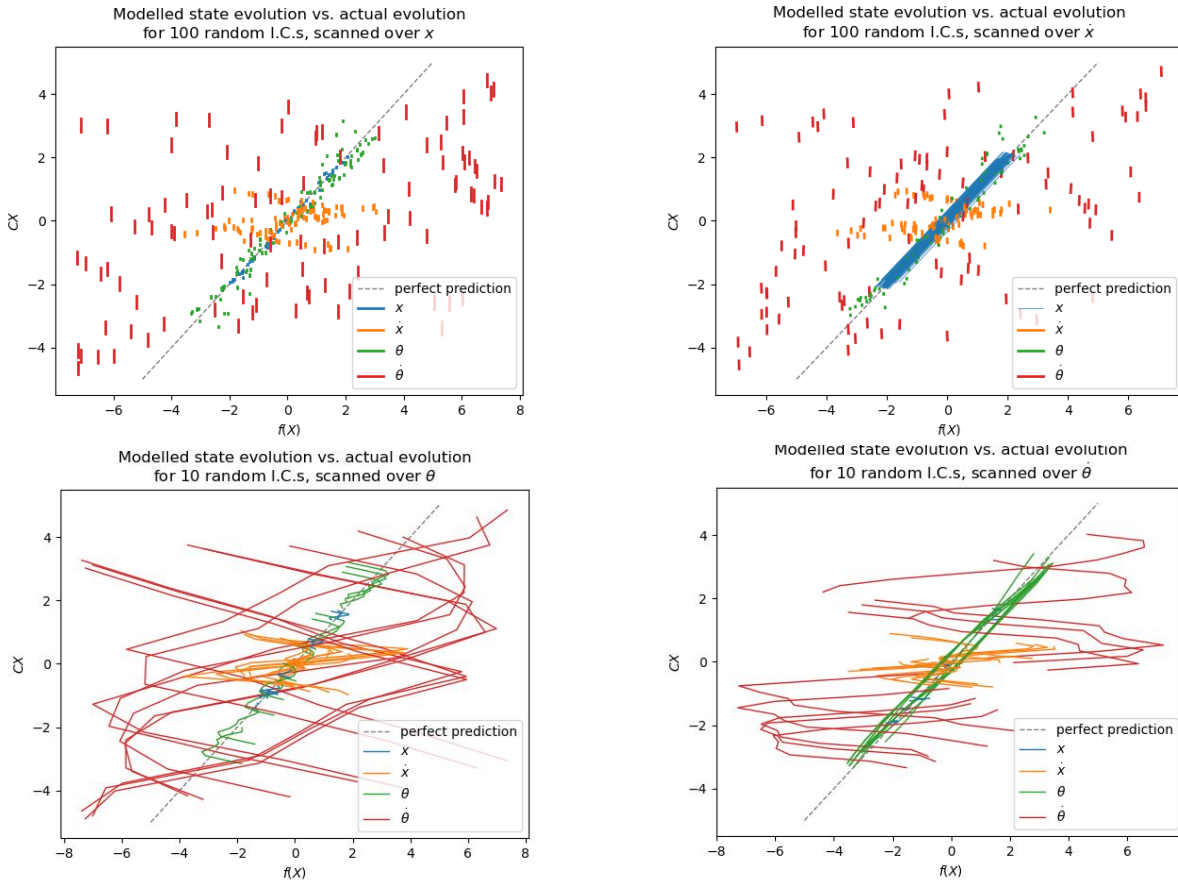 Modelled state evolution vs. actual evolution
for 100 random I.C.s, scanned over x
CX
4
2
0
−2
−4
perfect prediction
x
ẋ
θ
θ̇
−6
−4
−2
0
2
4
6
8
f(X)
Modelled state evolution vs. actual evolution
for 100 random I.C.s, scanned over ẋ
CX
4
2
0
−2
−4
perfect prediction
x
ẋ
θ
θ̇
−6
−4
−2
0
2
4
6
f(X)
Modelled state evolution vs. actual evolution
for 10 random I.C.s, scanned over θ
CX
4
2
0
−2
−4
perfect prediction
x
ẋ
θ
θ̇
−8
−6
−4
−2
0
2
4
6
8
f(X)
Modelled state evolution vs. actual evolution
for 10 random I.C.s, scanned over θ̇
CX
4
2
0
−2
−4
perfect prediction
x
ẋ
θ
θ̇
−8
−6
−4
−2
0
2
4
6
f(X)